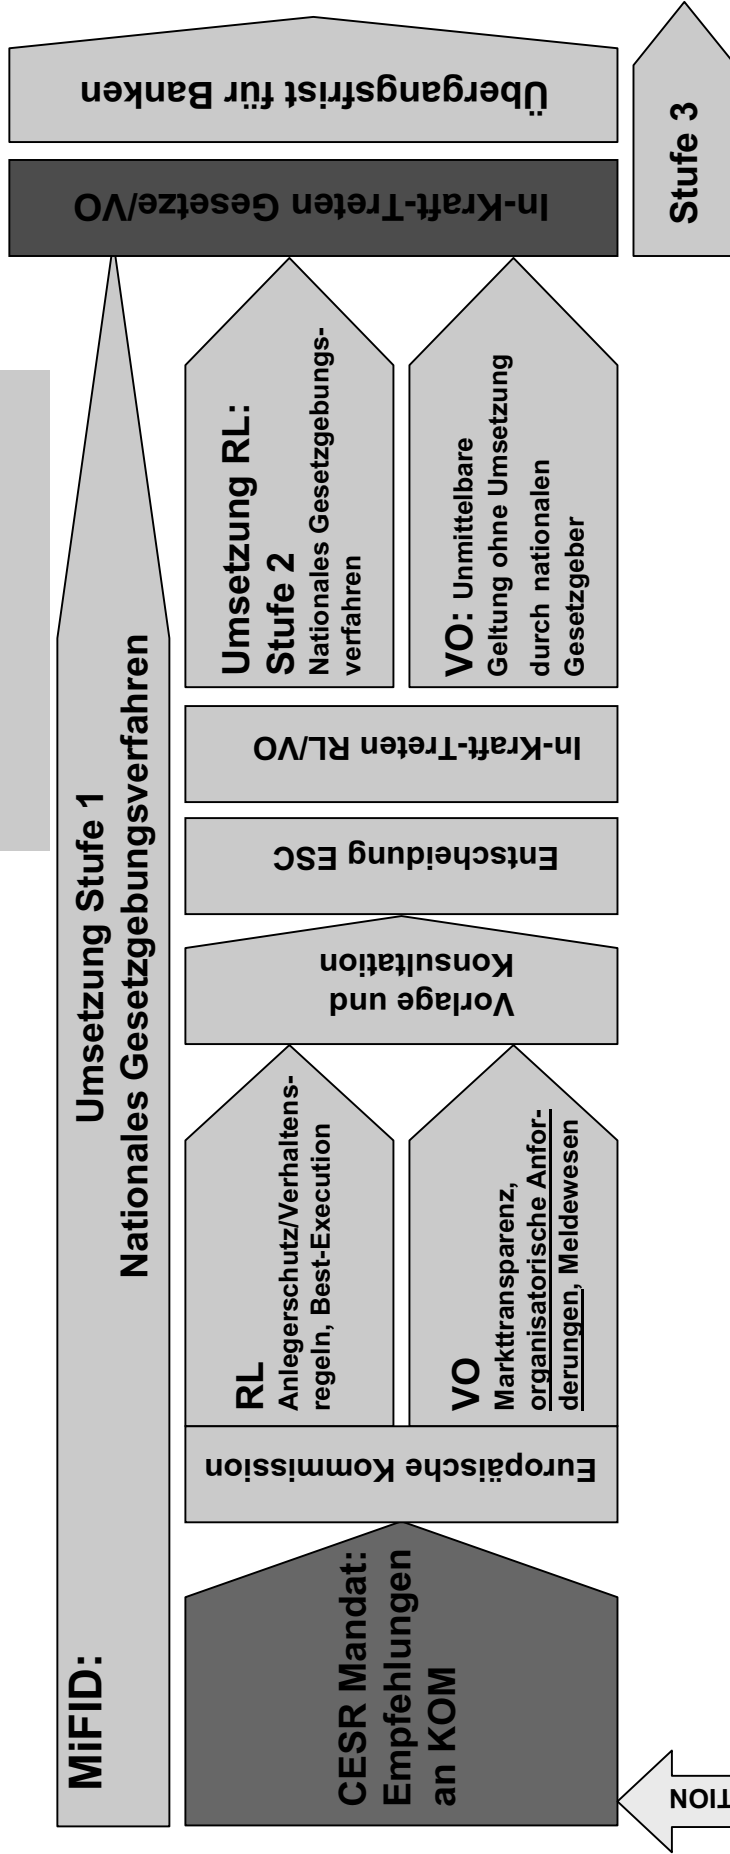 MiFID:
Umsetzung Stufe 1
Nationales Gesetzgebungsverfahren
CESR Mandat:
Empfehlungen
an KOM
Europäische Kommission
RL
Anlegerschutz/Verhaltens-
regeln, Best-Execution
VO
Markttransparenz,
organisatorische Anfor-
derungen, Meldewesen
Vorlage und
Konsultation
Entscheidung ESC
In-Kraft-Treten RL/VO
Umsetzung RL:
Stufe 2
Nationales Gesetzgebungs-
verfahren
VO: Unmittelbare
Geltung ohne Umsetzung
durch nationalen
Gesetzgeber
In-Kraft-Treten Gesetze/VO
Übergangsfrist für Banken
Stufe 3
TION